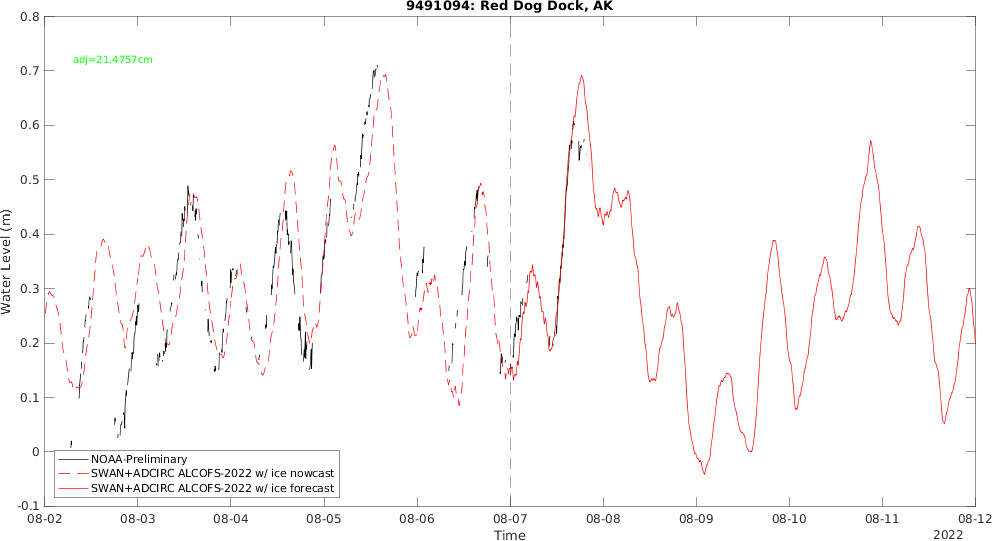 9491094: Red Dog Dock, AK
adj=21.4757cm
Water Level (m)
0.8
0.7
0.6
0.5
0.4
0.3
0.2
0.1
0
-0.1
NOAA-Preliminary
SWAN+ADCIRC ALCOFS-2022 w/ ice nowcast
SWAN+ADCIRC ALCOFS-2022 w/ ice forecast
08-02 08-03 08-04 08-05 08-06 08-07 08-08 08-09 08-10 08-11 08-12
Time
2022